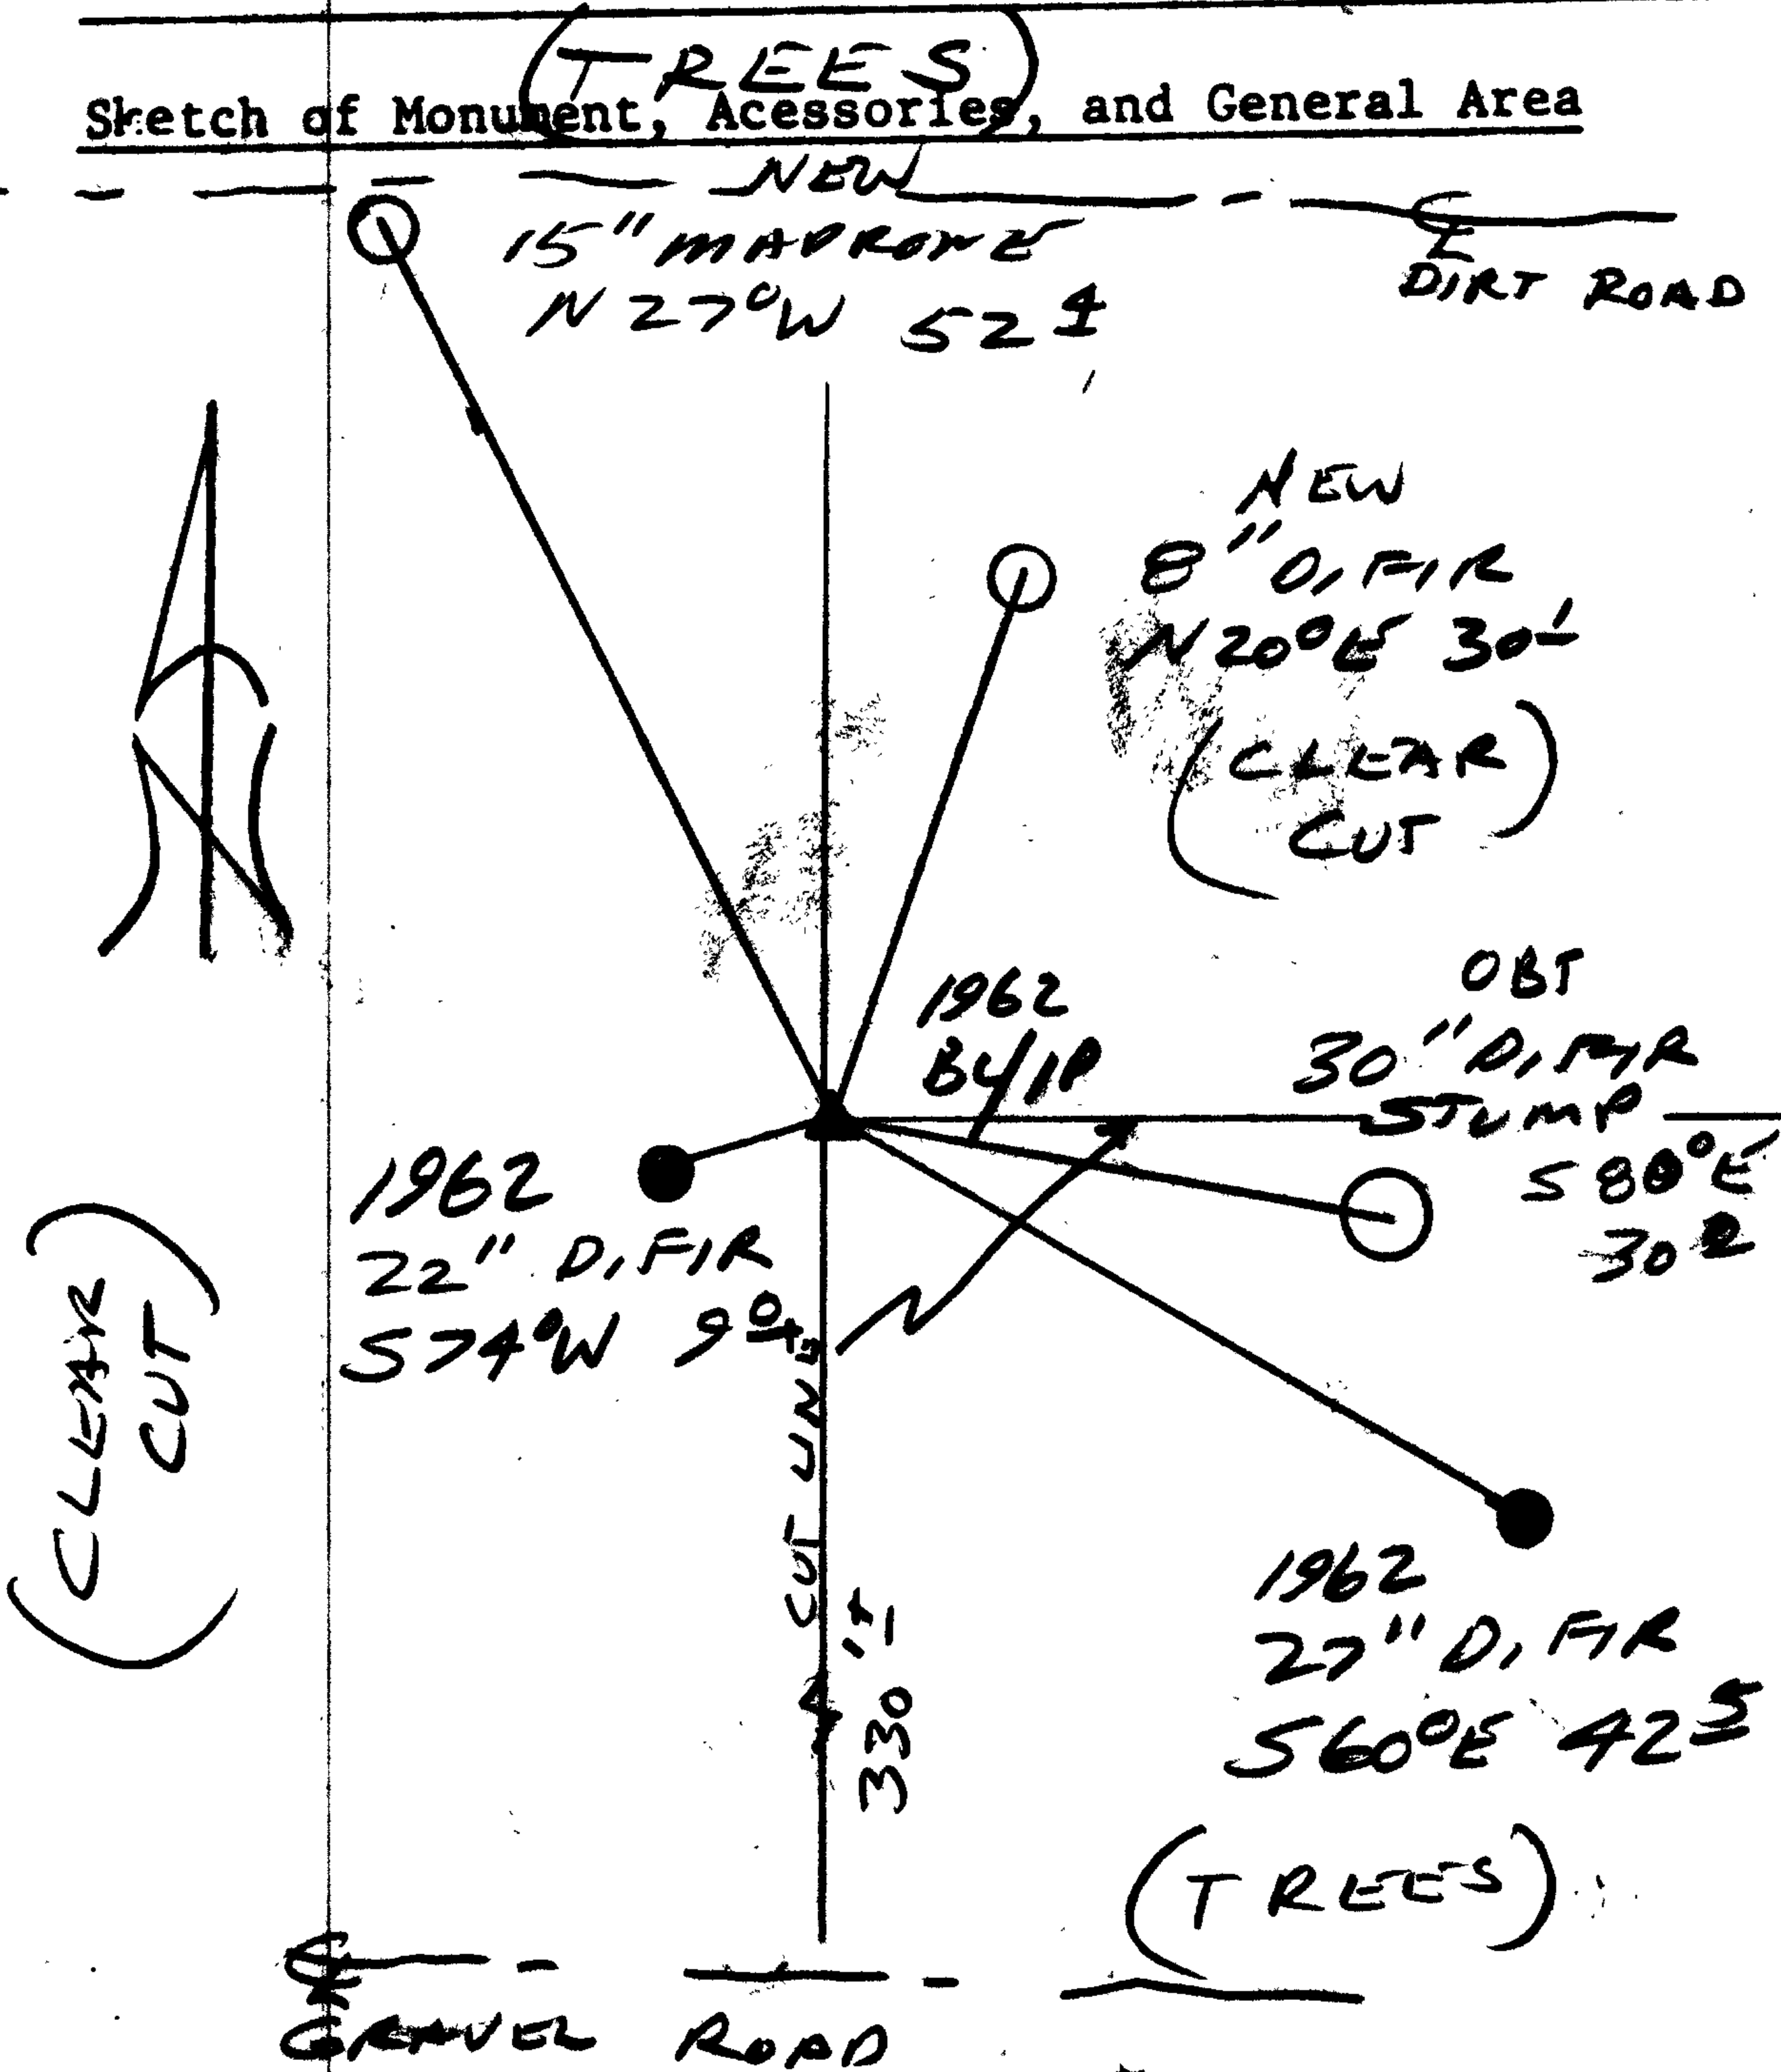 (TREES)
Sketch of Monument, Acessories, and General Area
NEW
15" MADRONE
N 27°W 52 4
DIRT ROAD
NEW
8" D. FIR
N 20°E 30 1
(CLEAR
CUT)
OBT
30" D. FIR
STUMP
S 80°E
30 2
1962
BY IP
1962
22" D. FIR
S 74°W 9 0
CUT LINE
330' ±
N
(CLEAR
CUT)
1962
27" D. FIR
S 60°E 42 5
(TREES)
GRAVEL ROAD